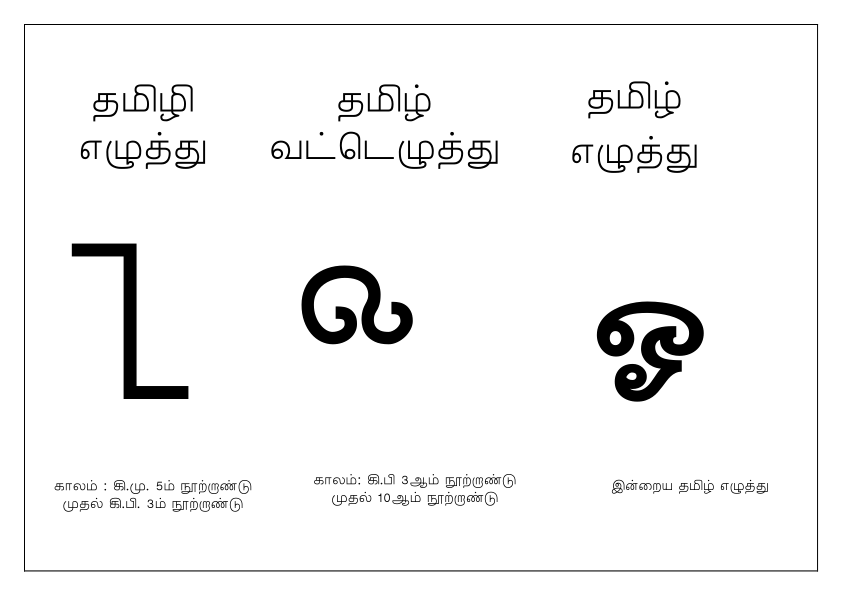 தமிழி
எழுத்து
தமிழ்
வட்டெழுத்து
தமிழ்
எழுத்து
ஓ
காலம் : கி.மு. 5ம் நூற்றாண்டு
முதல் கி.பி. 3ம் நூற்றாண்டு
காலம்: கி.பி 3ஆம் நூற்றாண்டு
முதல் 10ஆம் நூற்றாண்டு
இன்றைய தமிழ் எழுத்து